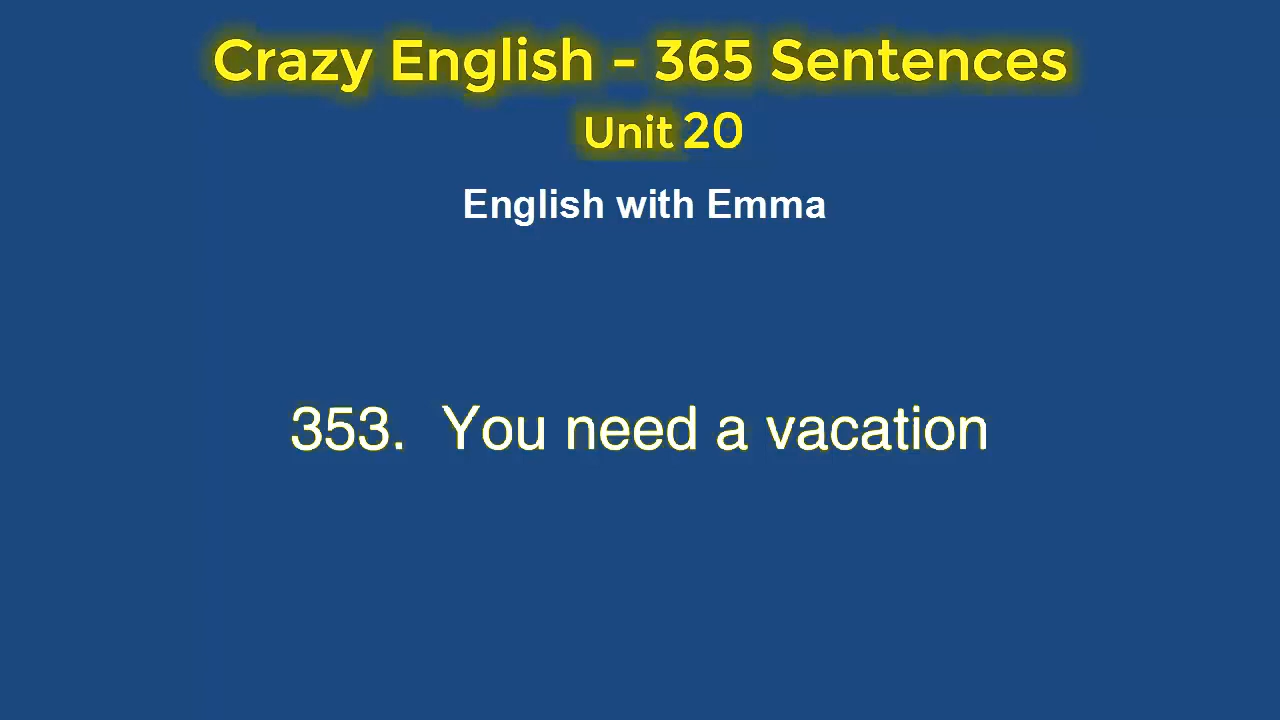 Crazy English - 365 Sentences
Unit 20
English with Emma
353. You need a vacation